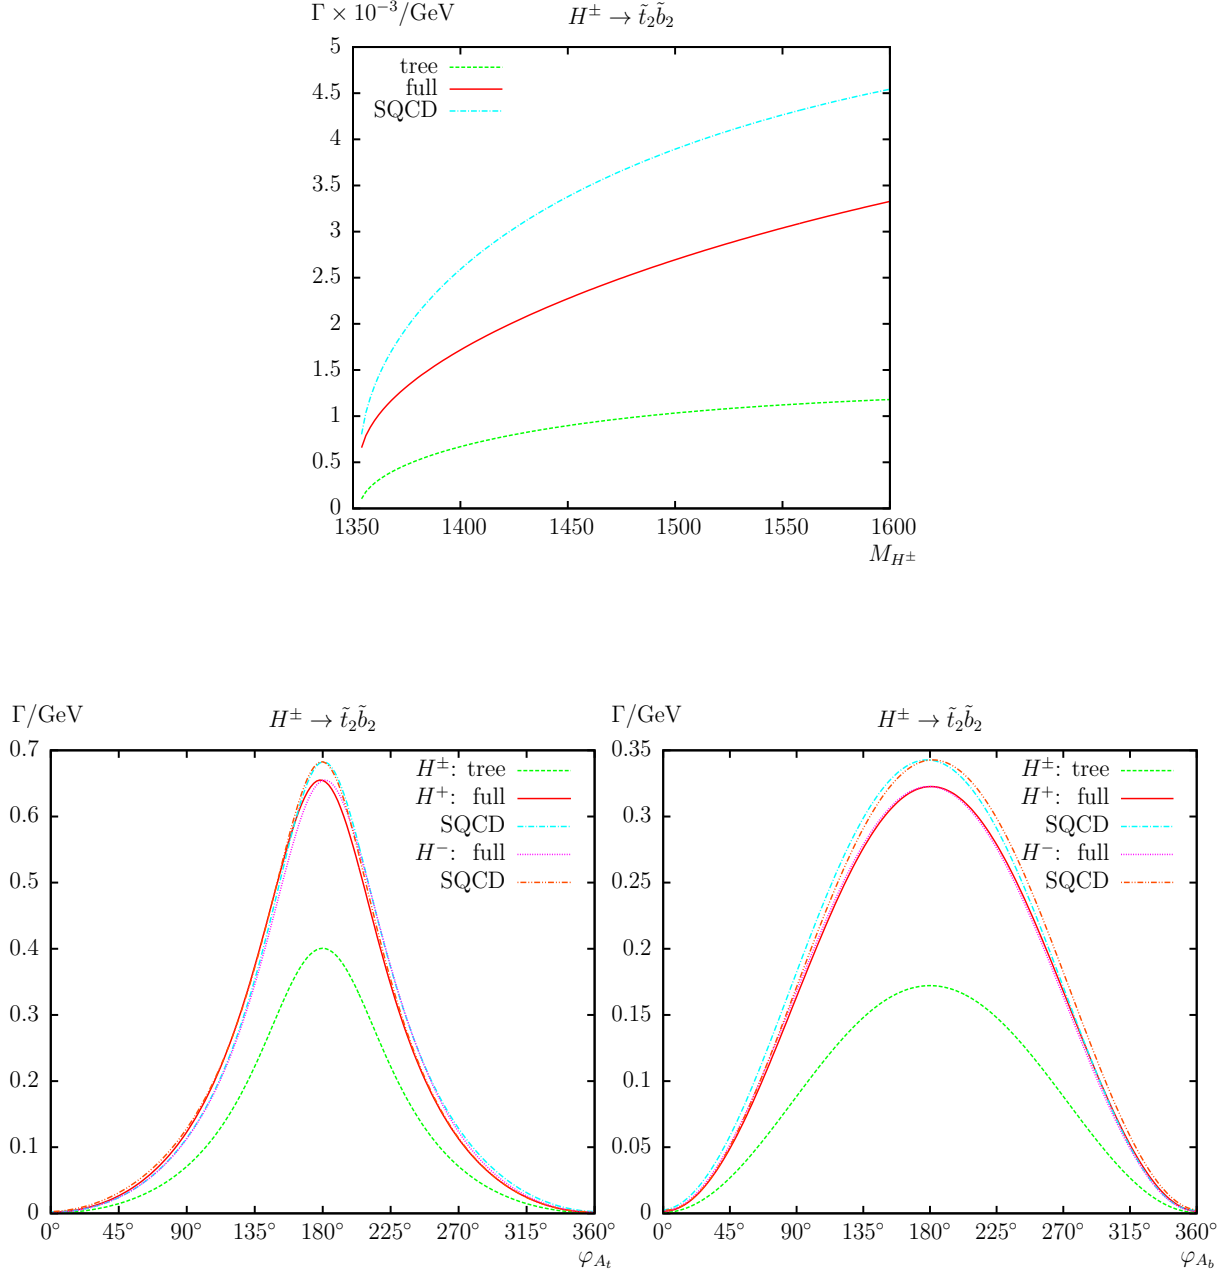 Γ × 10⁻³/GeV
H± → t̃₂b̃₂
5
4.5
4
3.5
3
2.5
2
1.5
1
0.5
0
tree
full
SQCD
1350 1400 1450 1500 1550 1600
M_H±
Γ/GeV
H± → t̃₂b̃₂
0.7
0.6
0.5
0.4
0.3
0.2
0.1
0
H±: tree
H⁺: full
SQCD
H⁻: full
SQCD
0° 45° 90° 135° 180° 225° 270° 315° 360°
φ_A_t
Γ/GeV
H± → t̃₂b̃₂
0.35
0.3
0.25
0.2
0.15
0.1
0.05
0
H±: tree
H⁺: full
SQCD
H⁻: full
SQCD
0° 45° 90° 135° 180° 225° 270° 315° 360°
φ_A_b